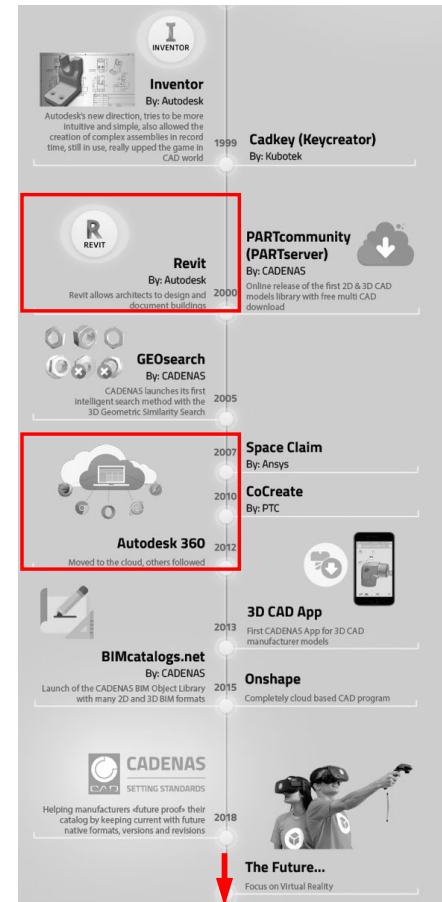 I
INVENTOR
Inventor
By: Autodesk
Autodesk's new direction, tries to be more
intuitive and simple, also allowed the
creation of complex assemblies in record
time, still in use, really upped the game in
CAD world
1999
Cadkey (Keycreator)
By: Kubotek
R
REVIT
Revit
By: Autodesk
Revit allows architects to design and
document buildings
2000
PARTcommunity
(PARTserver)
By: CADENAS
Online release of the first 2D & 3D CAD
models library with free multi CAD
download
GEOsearch
By: CADENAS
CADENAS launches its first
intelligent search method with the
3D Geometric Similarity Search
2005
2007
Space Claim
By: Ansys
2010
CoCreate
By: PTC
Autodesk 360
Moved to the cloud, others followed
2012
3D CAD App
First CADENAS App for 3D CAD
manufacturer models
2013
BIMcatalogs.net
By: CADENAS
Launch of the CADENAS BIM Object Library
with many 2D and 3D BIM formats
2015
Onshape
Completely cloud based CAD program
CAD
CADENAS
SETTING STANDARDS
Helping manufacturers «future proof» their
catalog by keeping current with future
native formats, versions and revisions
2018
The Future...
Focus on Virtual Reality